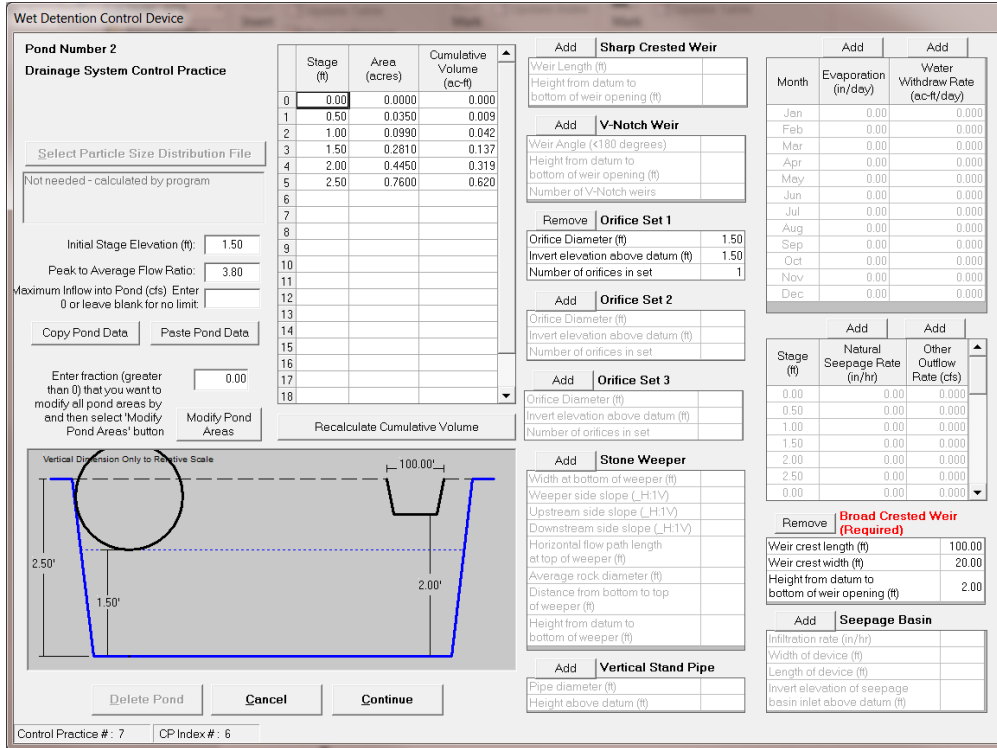 Wet Detention Control Device
Pond Number 2
Drainage System Control Practice
Select Particle Size Distribution File
Not needed - calculated by program
Initial Stage Elevation (ft): 1.50
Peak to Average Flow Ratio: 3.80
Maximum Inflow into Pond (cfs) Enter
0 or leave blank for no limit:
Copy Pond Data Paste Pond Data
Enter fraction (greater 0.00
than 0) that you want to
modify all pond areas by
and then select 'Modify
Pond Areas' button
Modify Pond
Areas
Stage
(ft)
Area
(acres)
Cumulative
Volume
(ac-ft)
0 0.00 0.0000 0.000
1 0.50 0.0350 0.009
2 1.00 0.0990 0.042
3 1.50 0.2810 0.137
4 2.00 0.4450 0.319
5 2.50 0.7600 0.620
6
7
8
9
10
11
12
13
14
15
16
17
18
Recalculate Cumulative Volume
Vertical Dimension Only to Relative Scale
100.00'
2.50'
1.50'
2.00'
Delete Pond Cancel Continue
Control Practice #: 7 CP Index #: 6
Add Sharp Crested Weir
Weir Length (ft)
Height from datum to
bottom of weir opening (ft)
Add V-Notch Weir
Weir Angle (<180 degrees)
Height from datum to
bottom of weir opening (ft)
Number of V-Notch weirs
Remove Orifice Set 1
Orifice Diameter (ft) 1.50
Invert elevation above datum (ft) 1.50
Number of orifices in set 1
Add Orifice Set 2
Orifice Diameter (ft)
Invert elevation above datum (ft)
Number of orifices in set
Add Orifice Set 3
Orifice Diameter (ft)
Invert elevation above datum (ft)
Number of orifices in set
Add Stone Weeper
Width at bottom of weeper (ft)
Weeper side slope (_H:1V)
Upstream side slope (_H:1V)
Downstream side slope (_H:1V)
Horizontal flow path length
at top of weeper (ft)
Average rock diameter (ft)
Distance from bottom to top
of weeper (ft)
Height from datum to
bottom of weeper (ft)
Add Vertical Stand Pipe
Pipe diameter (ft)
Height above datum (ft)
Add Add
Month
Evaporation
(in/day)
Water
Withdraw Rate
(ac-ft/day)
Jan 0.00 0.000
Feb 0.00 0.000
Mar 0.00 0.000
Apr 0.00 0.000
May 0.00 0.000
Jun 0.00 0.000
Jul 0.00 0.000
Aug 0.00 0.000
Sep 0.00 0.000
Oct 0.00 0.000
Nov 0.00 0.000
Dec 0.00 0.000
Add Add
Stage
(ft)
Natural
Seepage Rate
(in/hr)
Other
Outflow
Rate (cfs)
0.00 0.00 0.000
0.50 0.00 0.000
1.00 0.00 0.000
1.50 0.00 0.000
2.00 0.00 0.000
2.50 0.00 0.000
0.00 0.00 0.000
Remove Broad Crested Weir
(Required)
Weir crest length (ft) 100.00
Weir crest width (ft) 20.00
Height from datum to
bottom of weir opening (ft) 2.00
Add Seepage Basin
Infiltration rate (in/hr)
Width of device (ft)
Length of device (ft)
Invert elevation of seepage
basin inlet above datum (ft)